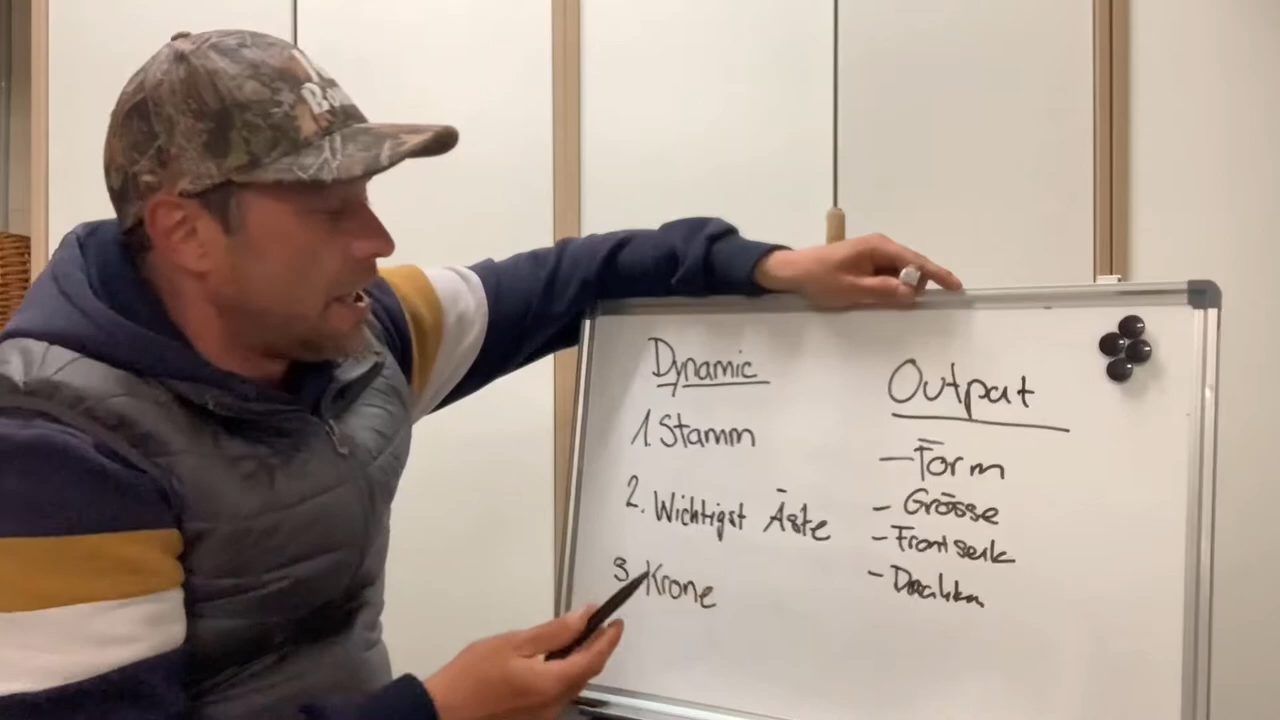 Dynamic
1. Stamm
2. Wichtigst Äste
3. Krone
Output
- Form
- Grösse